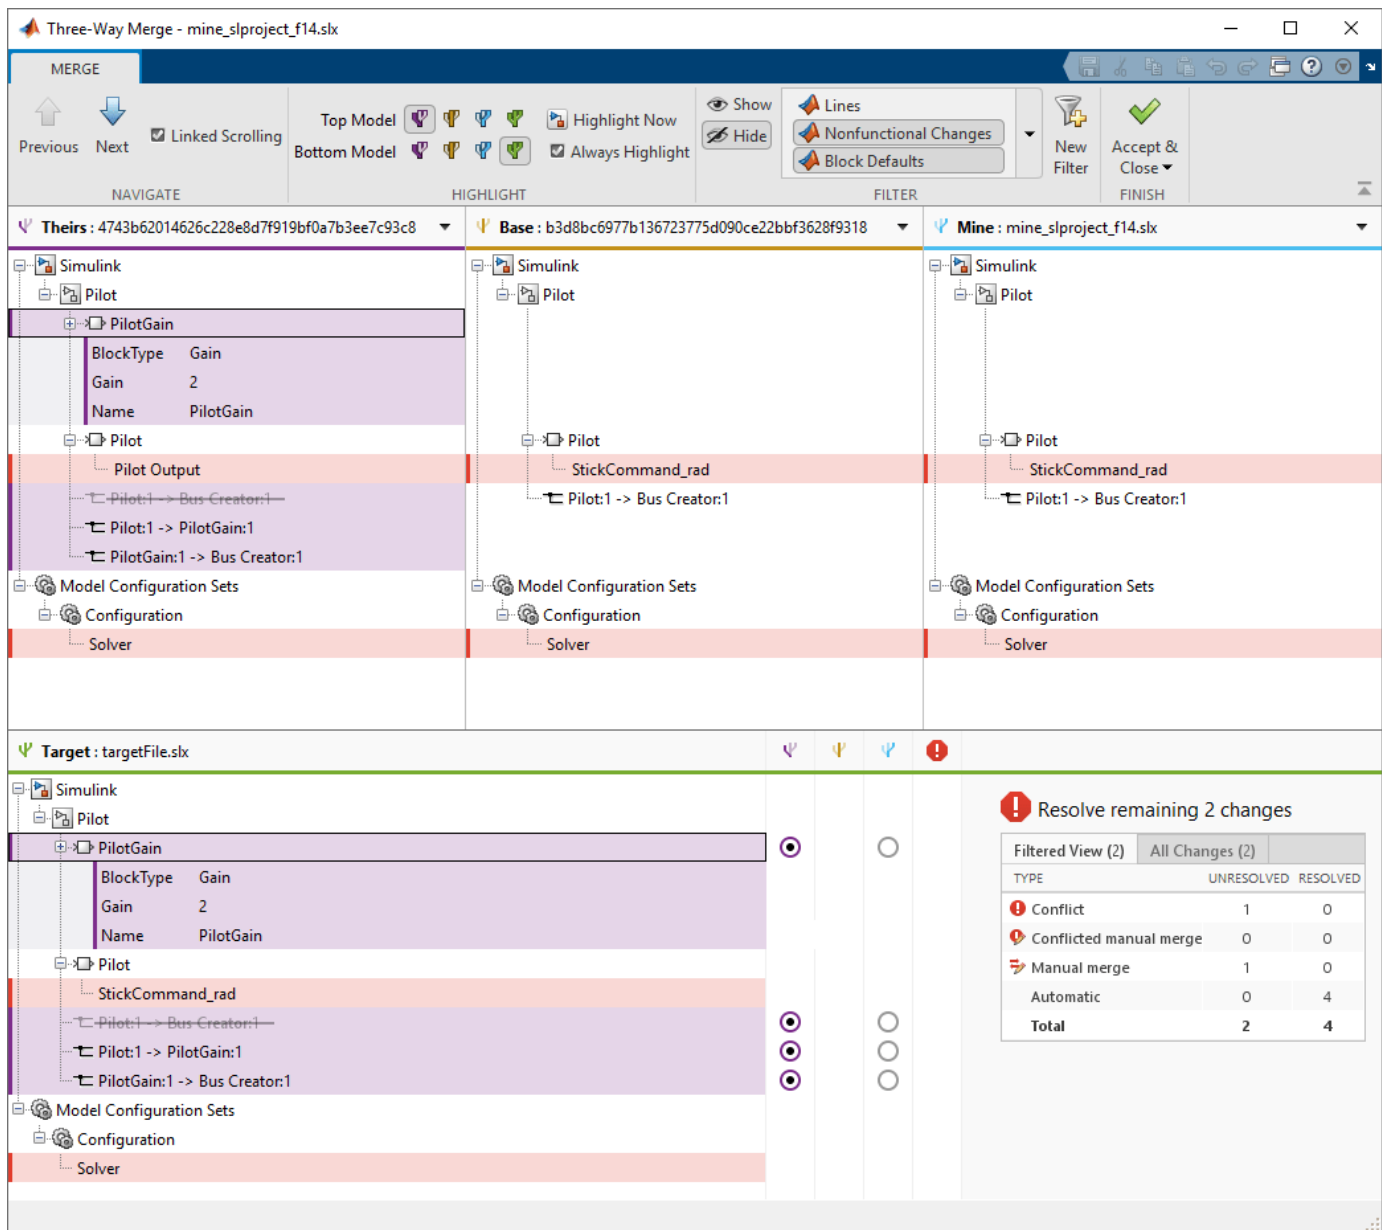 Three-Way Merge - mine_slproject_f14.slx
MERGE
Previous
Next
Linked Scrolling
NAVIGATE
Top Model
Bottom Model
Highlight Now
Always Highlight
HIGHLIGHT
Show
Hide
Lines
Nonfunctional Changes
Block Defaults
New
Filter
FILTER
Accept &
Close
FINISH
Theirs : 4743b62014626c228e8d7f919bf0a7b3ee7c93c8
Simulink
Pilot
PilotGain
BlockType Gain
Gain 2
Name PilotGain
Pilot
Pilot Output
Pilot:1 -> Bus Creator:1
Pilot:1 -> PilotGain:1
PilotGain:1 -> Bus Creator:1
Model Configuration Sets
Configuration
Solver
Base : b3d8bc6977b136723775d090ce22bbf3628f9318
Simulink
Pilot
Pilot
StickCommand_rad
Pilot:1 -> Bus Creator:1
Model Configuration Sets
Configuration
Solver
Mine : mine_slproject_f14.slx
Simulink
Pilot
Pilot
StickCommand_rad
Pilot:1 -> Bus Creator:1
Model Configuration Sets
Configuration
Solver
Target : targetFile.slx
Simulink
Pilot
PilotGain
BlockType Gain
Gain 2
Name PilotGain
Pilot
StickCommand_rad
Pilot:1 -> Bus Creator:1
Pilot:1 -> PilotGain:1
PilotGain:1 -> Bus Creator:1
Model Configuration Sets
Configuration
Solver
Resolve remaining 2 changes
Filtered View (2) All Changes (2)
TYPE UNRESOLVED RESOLVED
Conflict 1 0
Conflicted manual merge 0 0
Manual merge 1 0
Automatic 0 4
Total 2 4